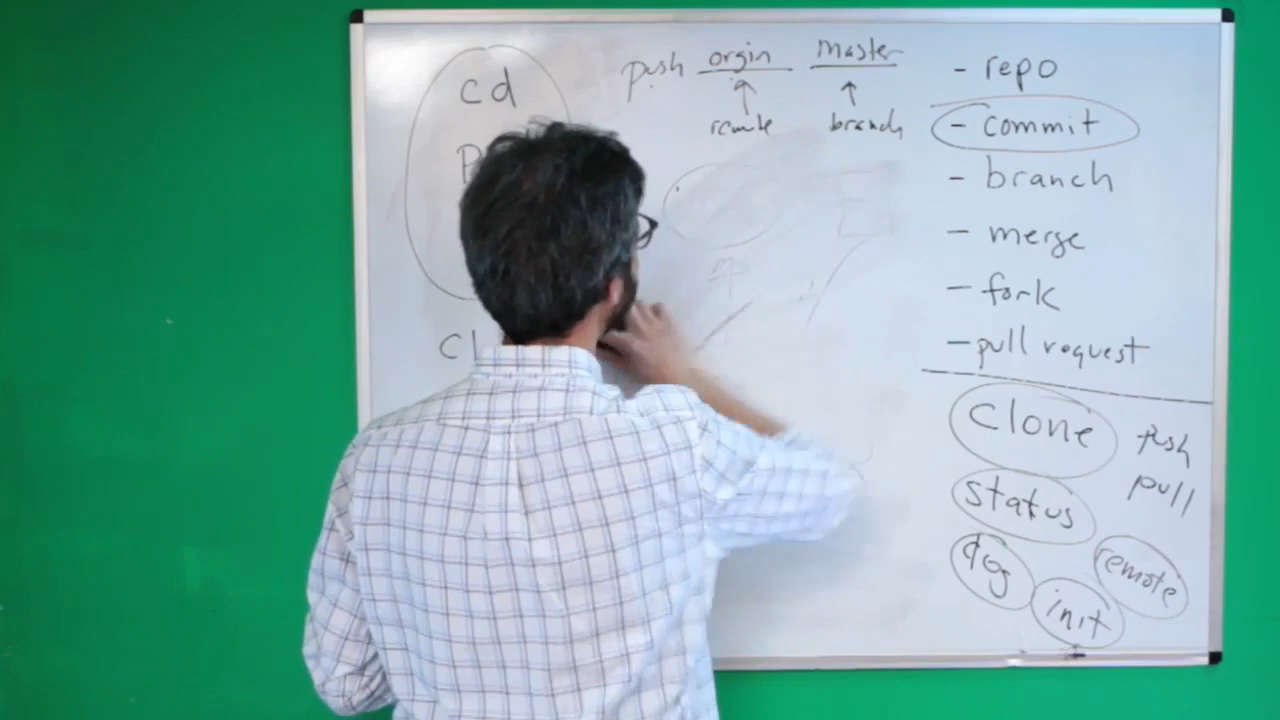 cd
push orgin master
remote branch
- repo
- commit
- branch
- merge
- fork
- pull request
clone
push
pull
status
remote
init